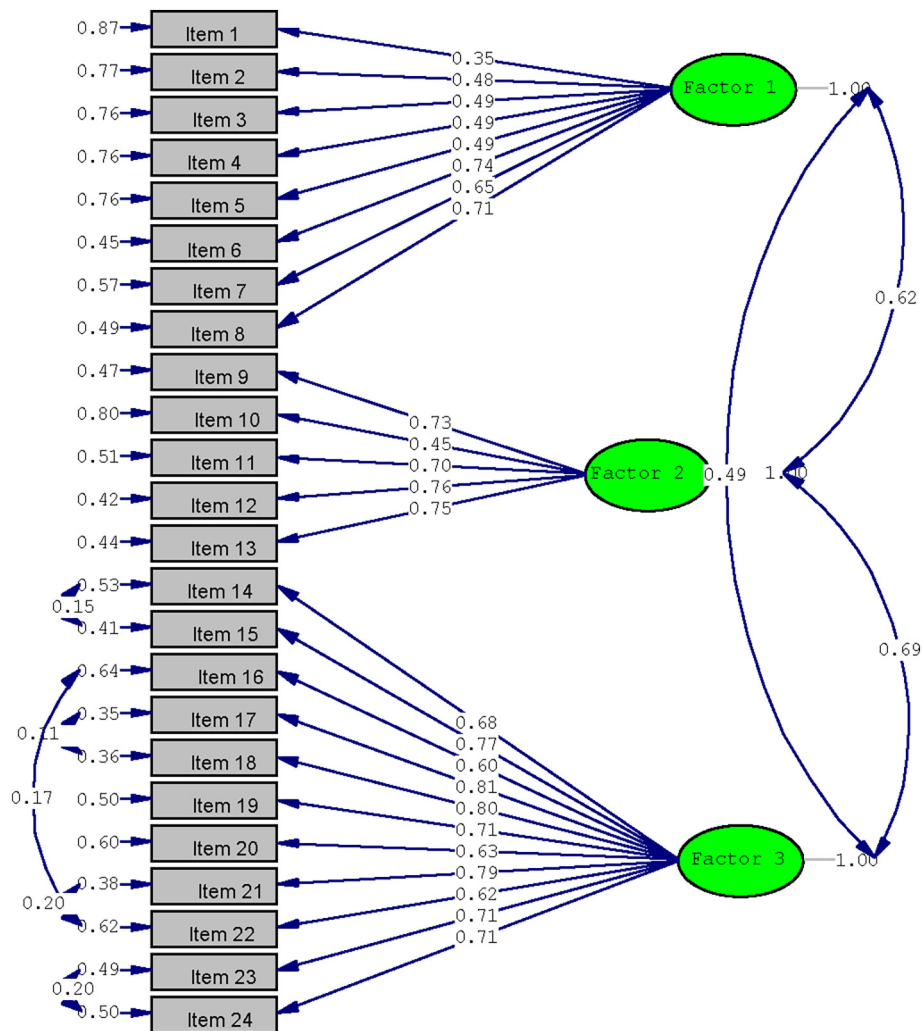 0.87 Item 1
0.77 Item 2
0.76 Item 3
0.76 Item 4
0.76 Item 5
0.45 Item 6
0.57 Item 7
0.49 Item 8
0.47 Item 9
0.80 Item 10
0.51 Item 11
0.42 Item 12
0.44 Item 13
0.53 Item 14
0.15
0.41 Item 15
0.64 Item 16
0.35 Item 17
0.11
0.36 Item 18
0.17
0.50 Item 19
0.60 Item 20
0.38 Item 21
0.20
0.62 Item 22
0.49 Item 23
0.20
0.50 Item 24
0.35
0.48
0.49
0.49
0.49
0.74
0.65
0.71
0.73
0.45
0.70
0.76
0.75
0.68
0.77
0.60
0.81
0.80
0.71
0.63
0.79
0.62
0.71
0.71
Factor 1 1.00
Factor 2 1.00
Factor 3 1.00
0.62
0.49
0.69